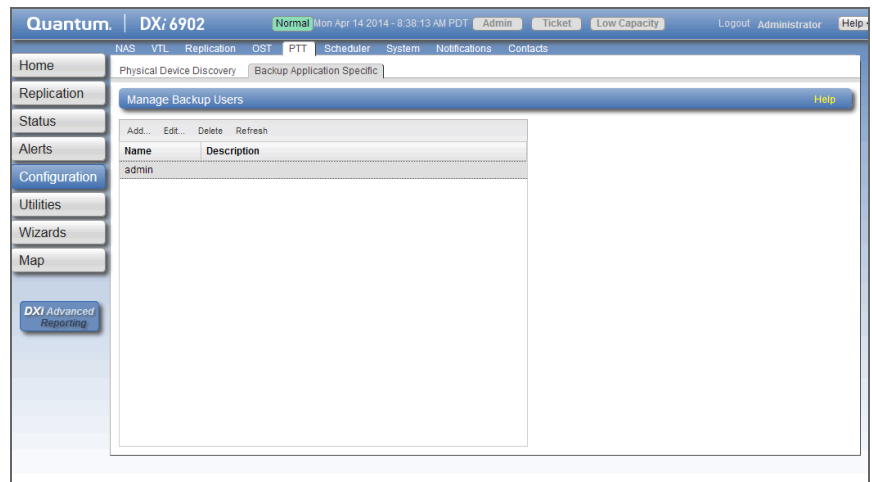 Quantum. DXi 6902 Normal Mon Apr 14 2014 - 8:38:13 AM PDT Admin Ticket Low Capacity Logout Administrator Help
NAS VTL Replication OST PTT Scheduler System Notifications Contacts
Physical Device Discovery Backup Application Specific
Home
Replication
Status
Alerts
Configuration
Utilities
Wizards
Map
DXi Advanced
Reporting
Manage Backup Users Help
Add... Edit... Delete Refresh
Name Description
admin